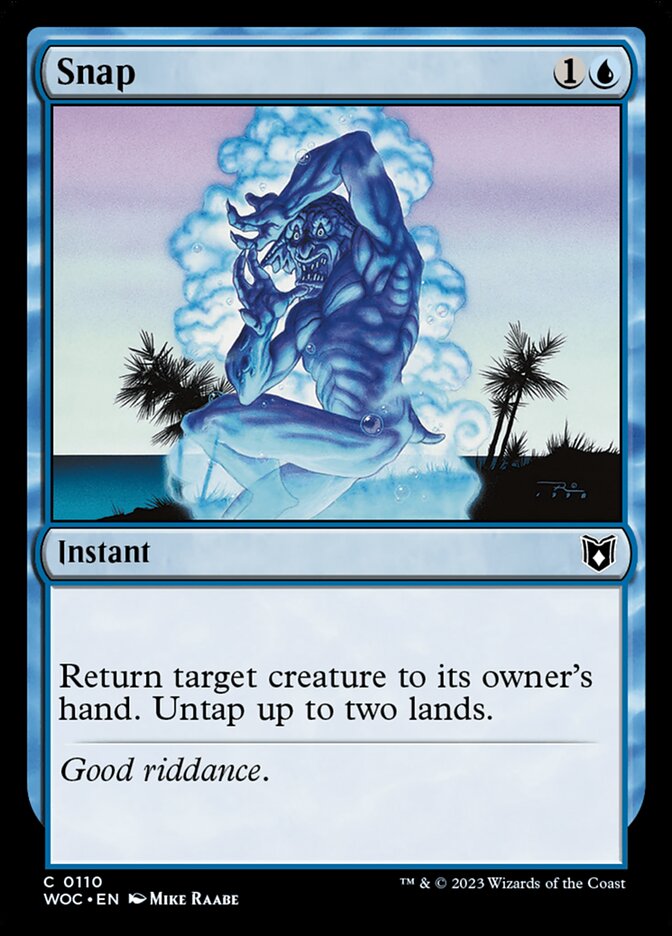 Snap 1
Instant
Return target creature to its owner's
hand. Untap up to two lands.
Good riddance.
C 0110
WOC • EN Mike Raabe
™ & © 2023 Wizards of the Coast